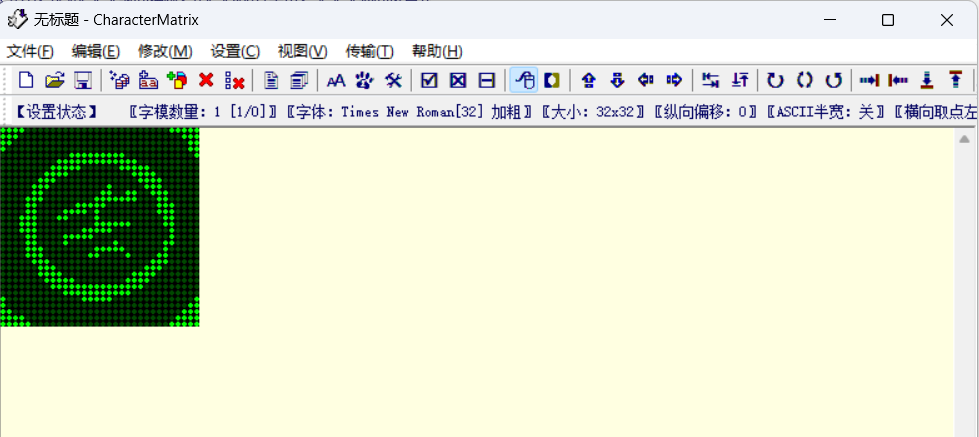 无标题 - CharacterMatrix
文件(F) 编辑(E) 修改(M) 设置(C) 视图(V) 传输(T) 帮助(H)
AA
【设置状态】 〖字模数量: 1 [1/0]〗〖字体: Times New Roman[32] 加粗〗〖大小: 32x32〗〖纵向偏移: 0〗〖ASCII半宽: 关〗〖横向取点左